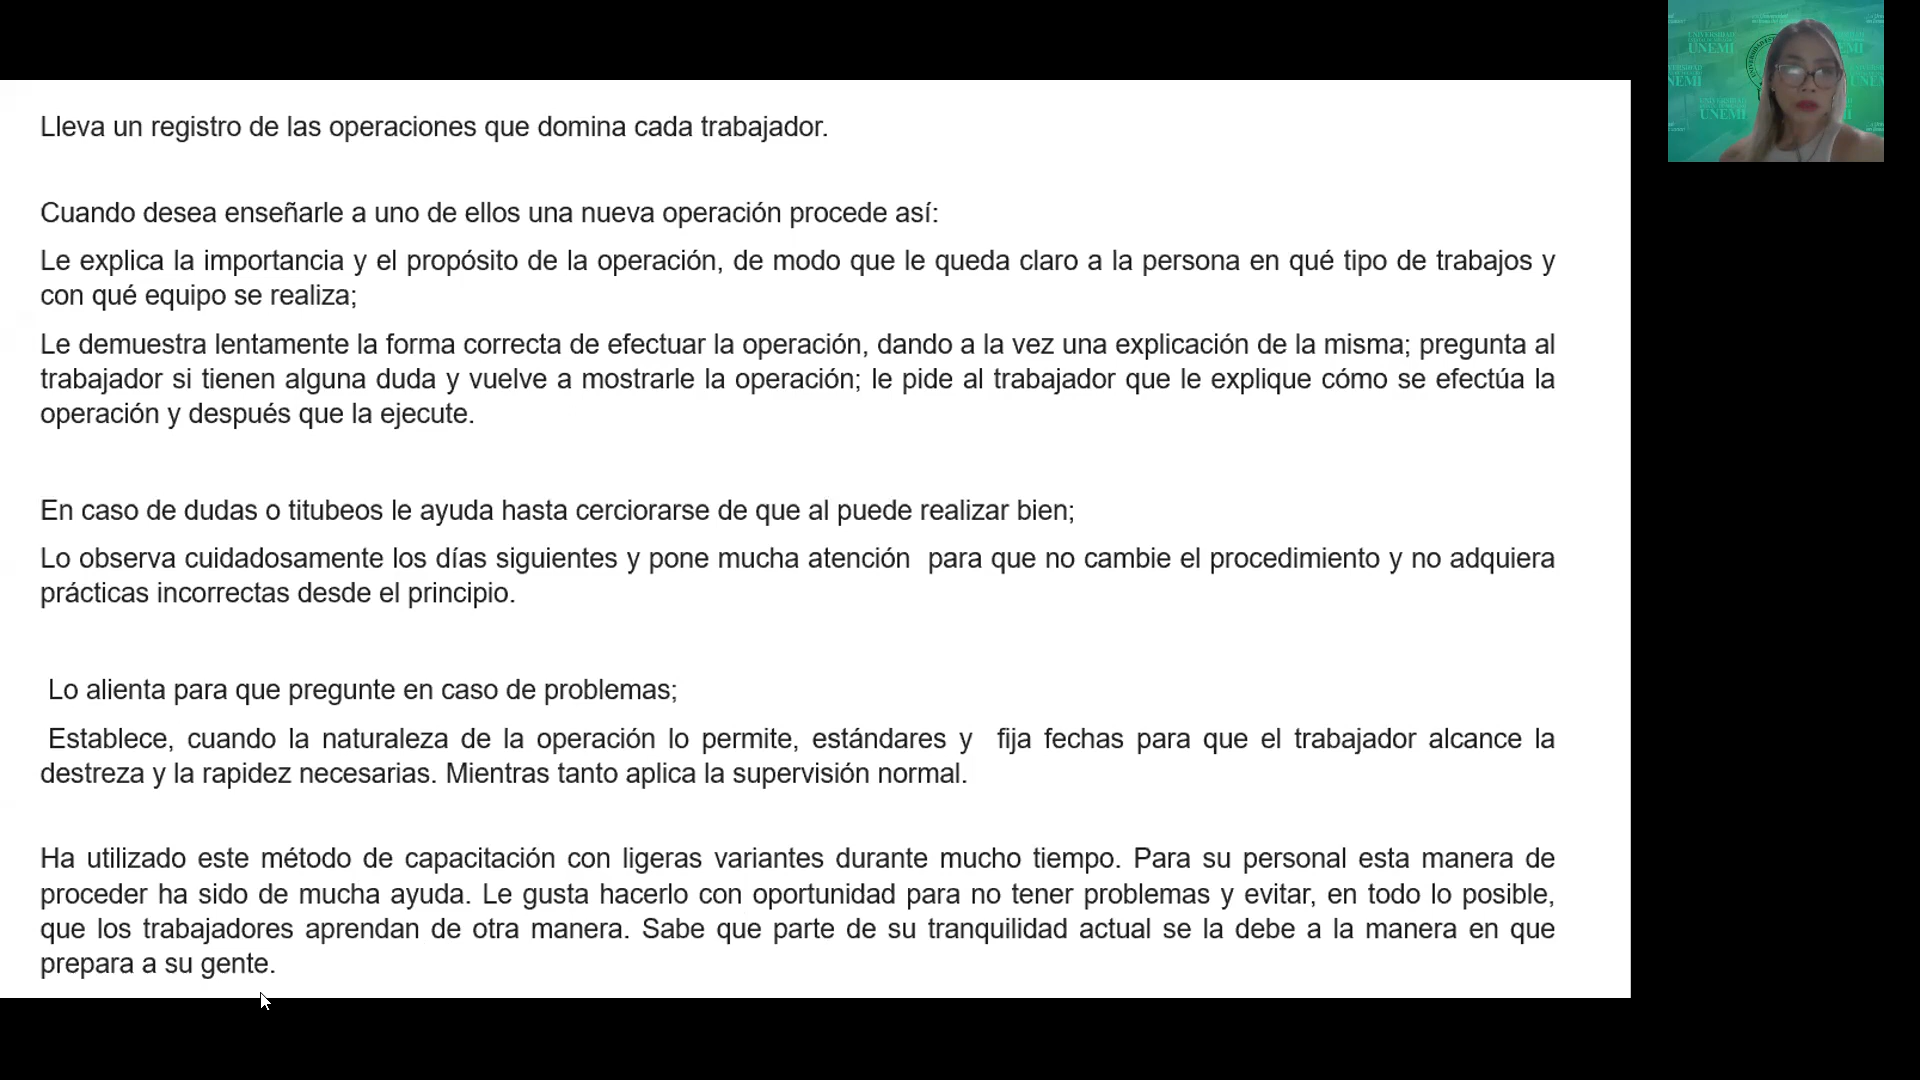 Lleva un registro de las operaciones que domina cada trabajador.
Cuando desea enseñarle a uno de ellos una nueva operación procede así:
Le explica la importancia y el propósito de la operación, de modo que le queda claro a la persona en qué tipo de trabajos y
con qué equipo se realiza;
Le demuestra lentamente la forma correcta de efectuar la operación, dando a la vez una explicación de la misma; pregunta al
trabajador si tienen alguna duda y vuelve a mostrarle la operación; le pide al trabajador que le explique cómo se efectúa la
operación y después que la ejecute.
En caso de dudas o titubeos le ayuda hasta cerciorarse de que al puede realizar bien;
Lo observa cuidadosamente los días siguientes y pone mucha atención  para que no cambie el procedimiento y no adquiera
prácticas incorrectas desde el principio.
Lo alienta para que pregunte en caso de problemas;
Establece, cuando la naturaleza de la operación lo permite, estándares y  fija fechas para que el trabajador alcance la
destreza y la rapidez necesarias. Mientras tanto aplica la supervisión normal.
Ha utilizado este método de capacitación con ligeras variantes durante mucho tiempo. Para su personal esta manera de
proceder ha sido de mucha ayuda. Le gusta hacerlo con oportunidad para no tener problemas y evitar, en todo lo posible,
que los trabajadores aprendan de otra manera. Sabe que parte de su tranquilidad actual se la debe a la manera en que
prepara a su gente.
UNIVERSIDAD
UNEMI